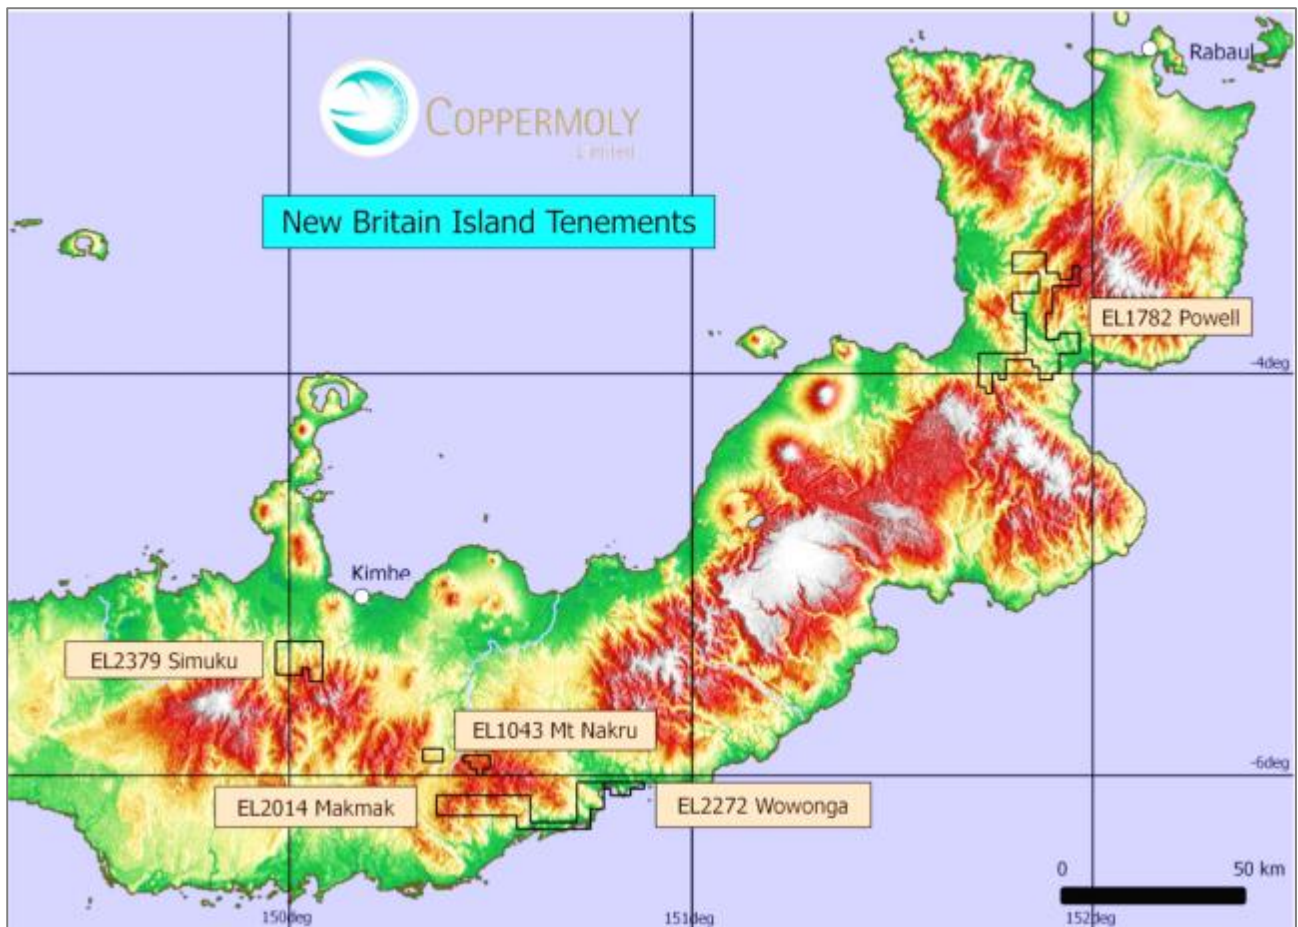 Rabaul
COPPERMOLY
Limited
New Britain Island Tenements
EL1782 Powell
-4deg
Kimhe
EL2379 Simuku
EL1043 Mt Nakru
-6deg
EL2014 Makmak
EL2272 Wowonga
0 50 km
150deg 151deg 152deg